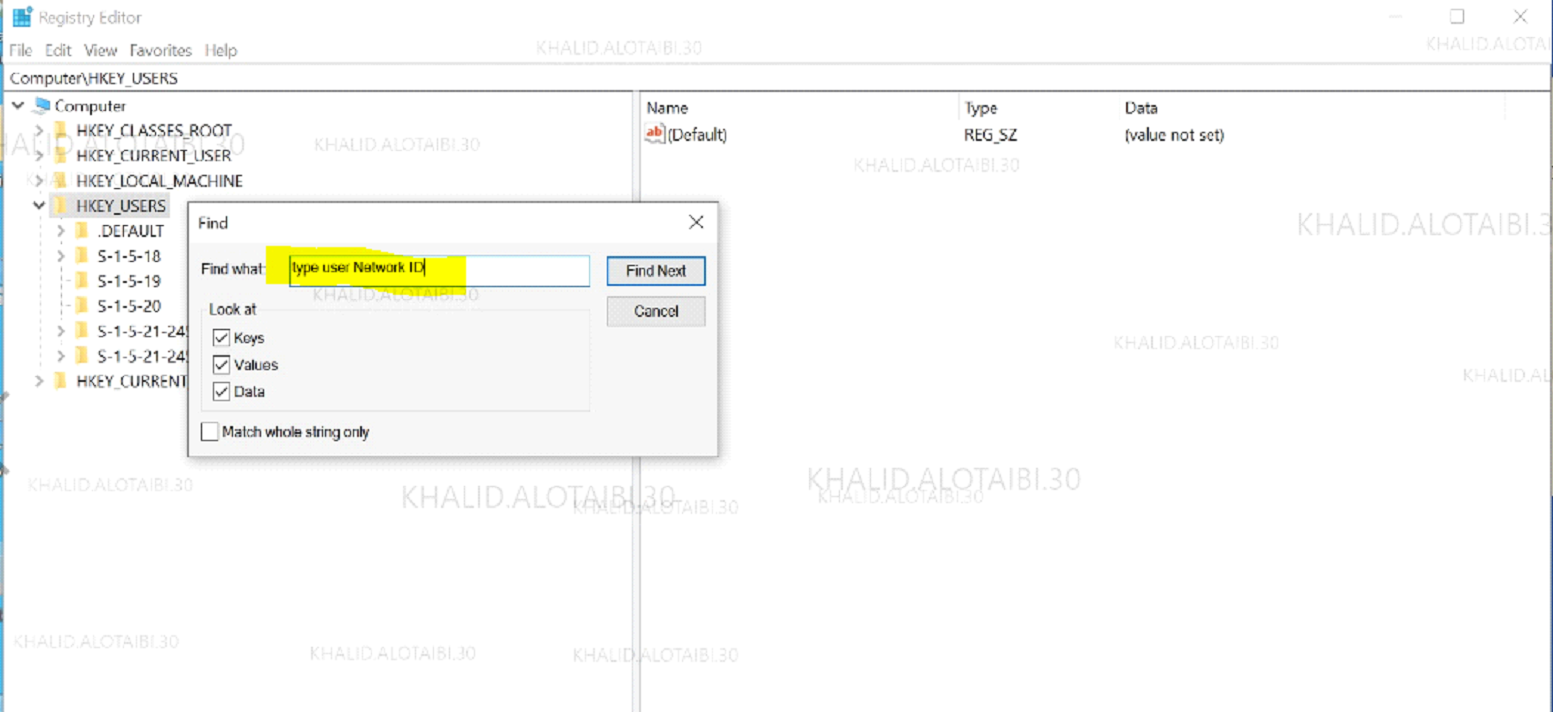 Registry Editor
File Edit View Favorites Help
KHALID.ALOTAIBI.30
KHALID.ALOTAI
Computer\HKEY_USERS
Computer
Name Type Data
HKEY_CLASSES_ROOT
(Default) REG_SZ (value not set)
HALID.ALOTAIBI.30
KHALID.ALOTAIBI.30
HKEY_CURRENT_USER
KHALID.ALOTAIBI.30
HKEY_LOCAL_MACHINE
HKEY_USERS
Find
KHALID.ALOTAIBI.3
.DEFAULT
S-1-5-18
Find what: type user Network ID Find Next
S-1-5-19
KHALID.ALOTAIBI.30
S-1-5-20
Look at Cancel
S-1-5-21-245
Keys
KHALID.ALOTAIBI.30
S-1-5-21-245
Values
HKEY_CURRENT
KHALID.AL
Data
Match whole string only
KHALID.ALOTAIBI.30
KHALID.ALOTAIBI.30
KHALID.ALOTAIBI.30
KHALID.ALOTAIBI.30
KHALID.ALOTAIBI.30
KHALID.ALOTAIBI.30
KHALID.ALOTAIBI.30
KHALID.ALOTAIBI.30